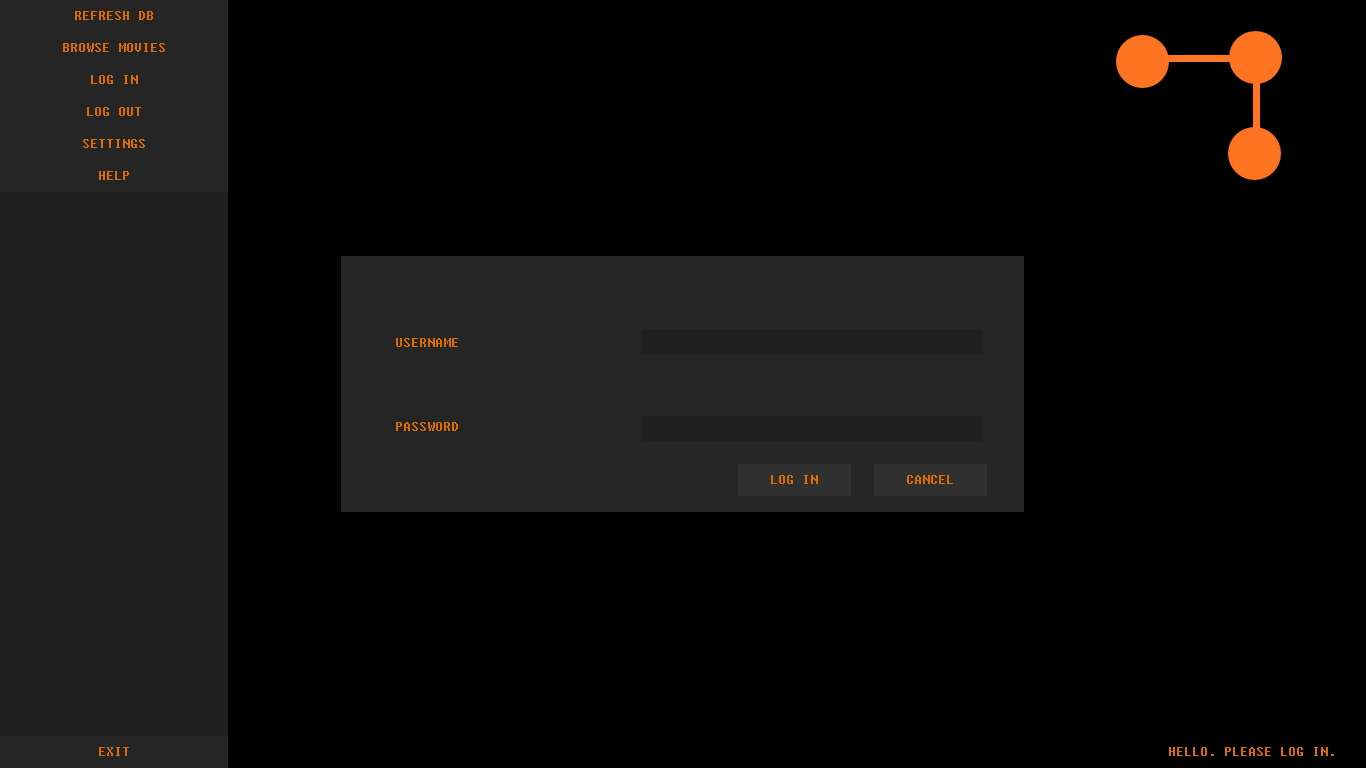 REFRESH DB
BROWSE MOVIES
LOG IN
LOG OUT
SETTINGS
HELP
USERNAME
PASSWORD
LOG IN
CANCEL
EXIT
HELLO. PLEASE LOG IN.